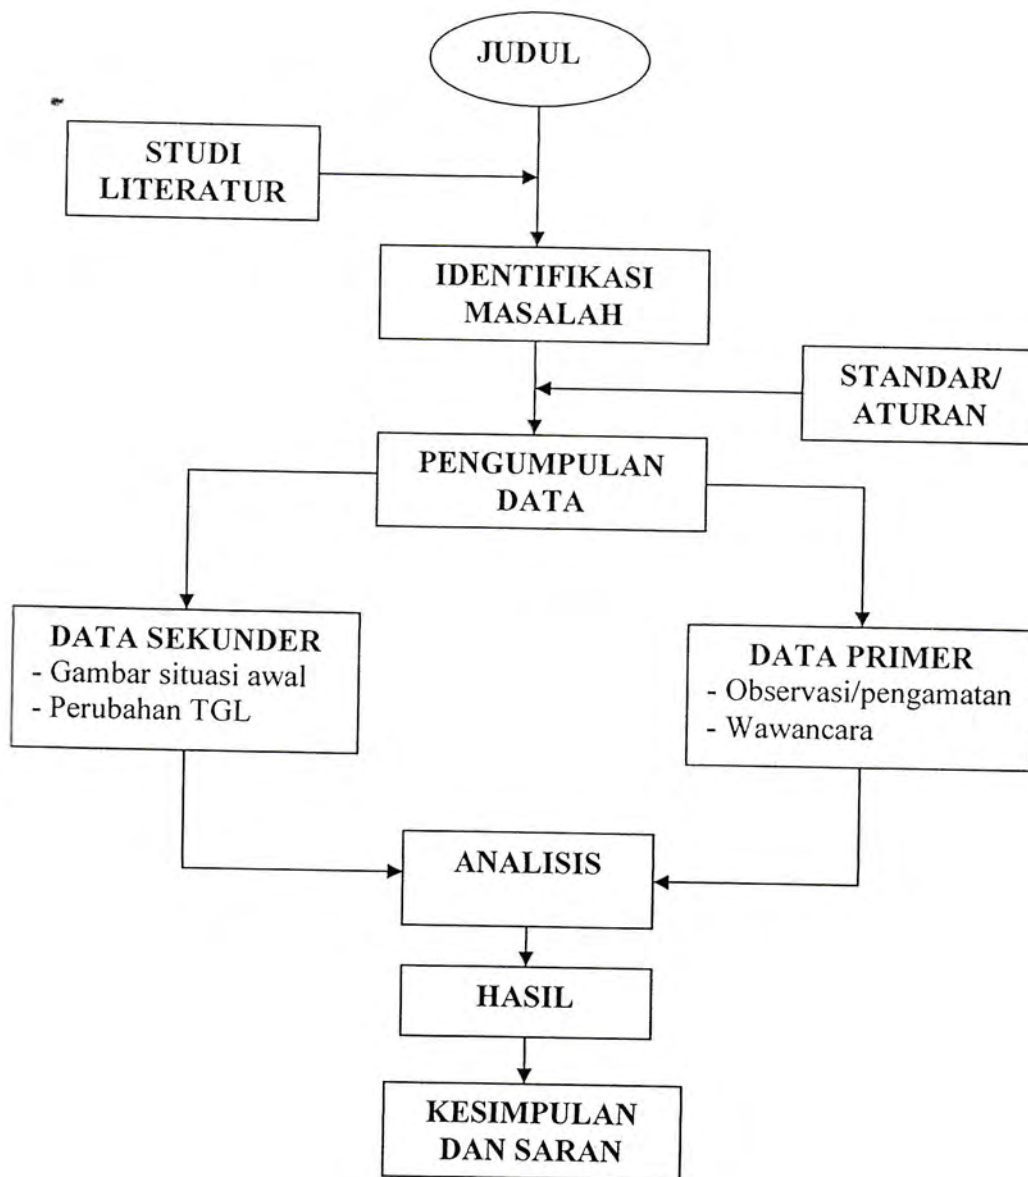 JUDUL
STUDI
LITERATUR
IDENTIFIKASI
MASALAH
STANDAR/
ATURAN
PENGUMPULAN
DATA
DATA SEKUNDER
- Gambar situasi awal
- Perubahan TGL
DATA PRIMER
- Observasi/pengamatan
- Wawancara
ANALISIS
HASIL
KESIMPULAN
DAN SARAN